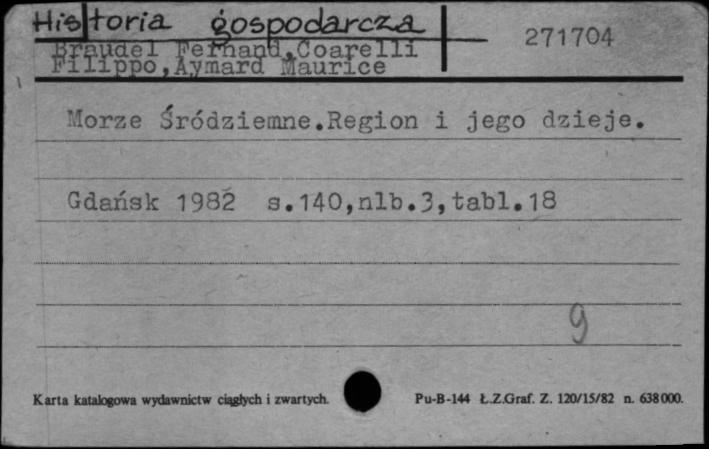 Historia gospodarcza
Braudel Fernand,Coarelli
Filippo,Aymard Maurice
271704
Morze Śródziemne.Region i jego dzieje.
Gdańsk 1982 s.140,nlb.3,tabl.18
9
Karta katalogowa wydawnictw ciągłych i zwartych.
Pu-B-144 Ł.Z.Graf. Z. 120/15/82 n. 638000.